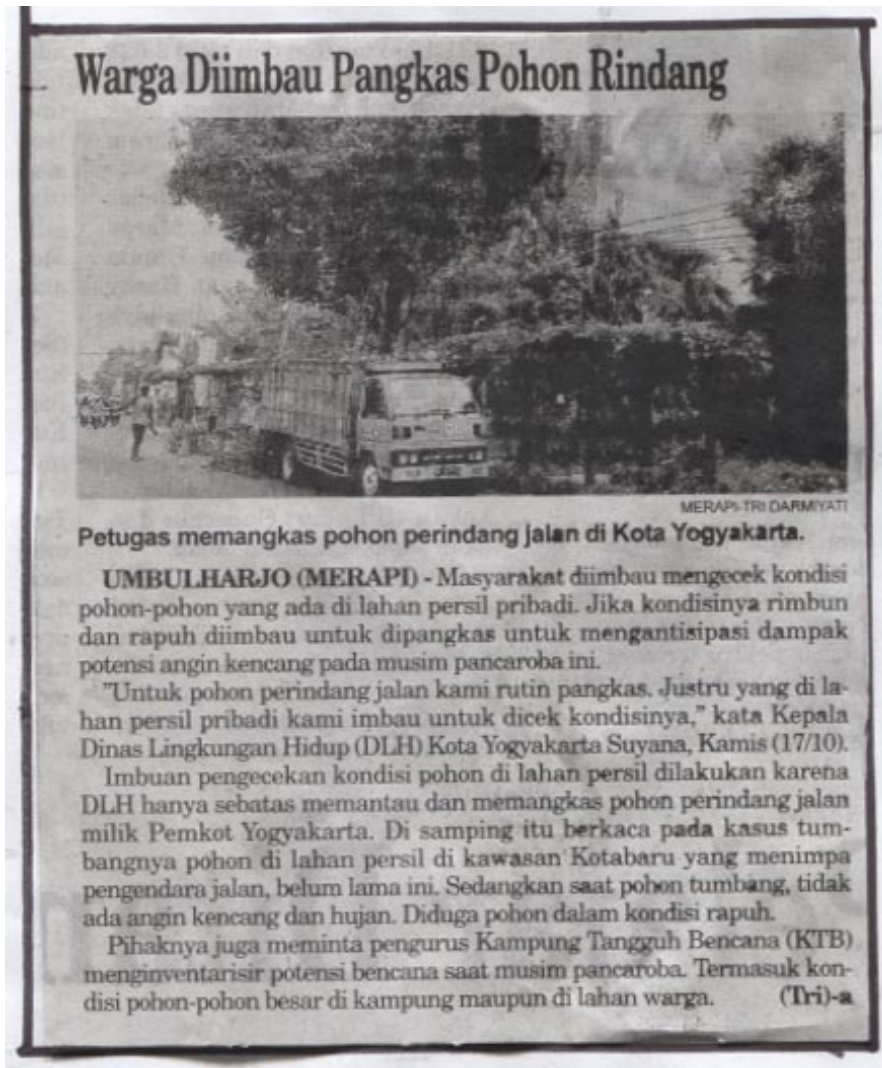 Warga Diimbau Pangkas Pohon Rindang
MERAPI-TRI DARMIYATI
Petugas memangkas pohon perindang jalan di Kota Yogyakarta.
UMBULHARJO (MERAPI) - Masyarakat diimbau mengecek kondisi
pohon-pohon yang ada di lahan persil pribadi. Jika kondisinya rimbun
dan rapuh diimbau untuk dipangkas untuk mengantisipasi dampak
potensi angin kencang pada musim pancaroba ini.
"Untuk pohon perindang jalan kami rutin pangkas. Justru yang di la-
han persil pribadi kami imbau untuk dicek kondisinya," kata Kepala
Dinas Lingkungan Hidup (DLH) Kota Yogyakarta Suyana, Kamis (17/10).
Imbuan pengecekan kondisi pohon di lahan persil dilakukan karena
DLH hanya sebatas memantau dan memangkas pohon perindang jalan
milik Pemkot Yogyakarta. Di samping itu berkaca pada kasus tum-
bangnya pohon di lahan persil di kawasan Kotabaru yang menimpa
pengendara jalan, belum lama ini. Sedangkan saat pohon tumbang, tidak
ada angin kencang dan hujan. Diduga pohon dalam kondisi rapuh.
Pihaknya juga meminta pengurus Kampung Tangguh Bencana (KTB)
menginventarisir potensi bencana saat musim pancaroba. Termasuk kon-
disi pohon-pohon besar di kampung maupun di lahan warga. (Tri)-a